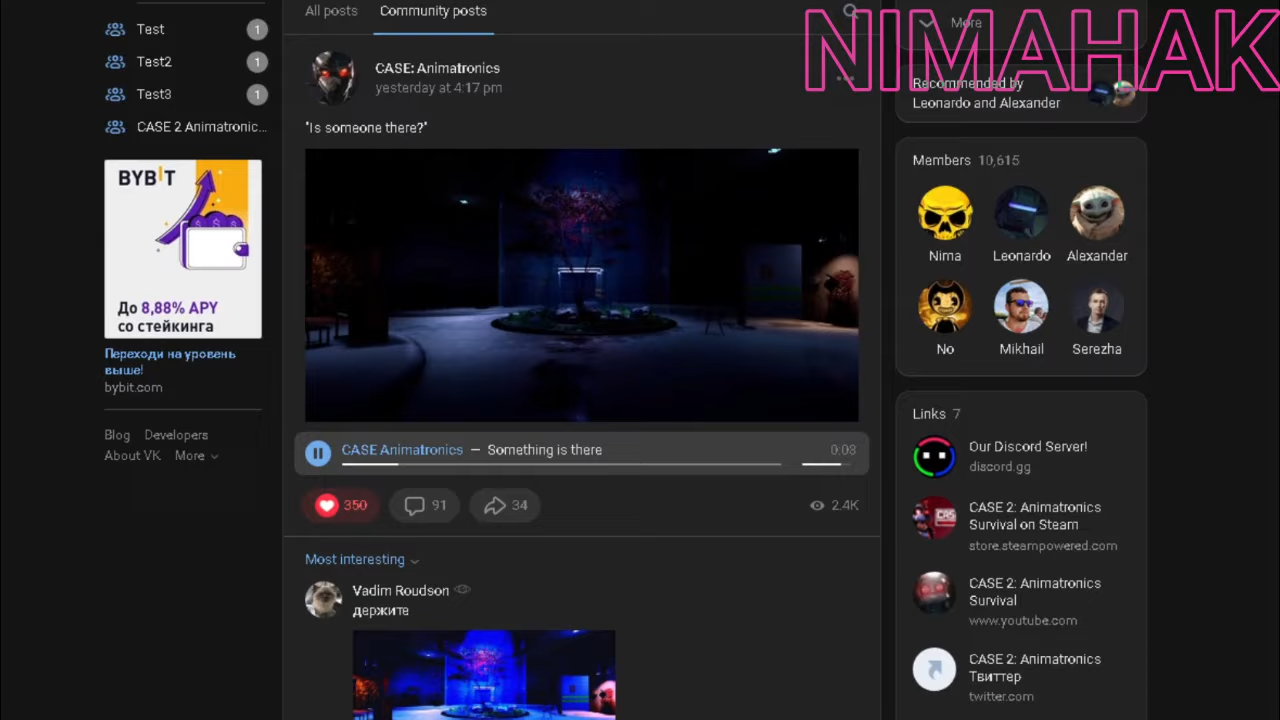 Test
1
Test2
1
Test3
1
CASE 2 Animatronic...
BYBIT
До 8,88% APY
со стейкинга
Переходи на уровень
выше!
bybit.com
Blog Developers
About VK More
All posts Community posts
CASE: Animatronics
yesterday at 4:17 pm
"Is someone there?"
CASE Animatronics — Something is there
0:03
350
91
34
2.4K
Most interesting
Vadim Roudson
держите
NIMAHAK
More
Recommended by
Leonardo and Alexander
Members 10,615
Nima Leonardo Alexander
No Mikhail Serezha
Links 7
Our Discord Server!
discord.gg
CASE 2: Animatronics
Survival on Steam
store.steampowered.com
CASE 2: Animatronics
Survival
www.youtube.com
CASE 2: Animatronics
Твиттер
twitter.com